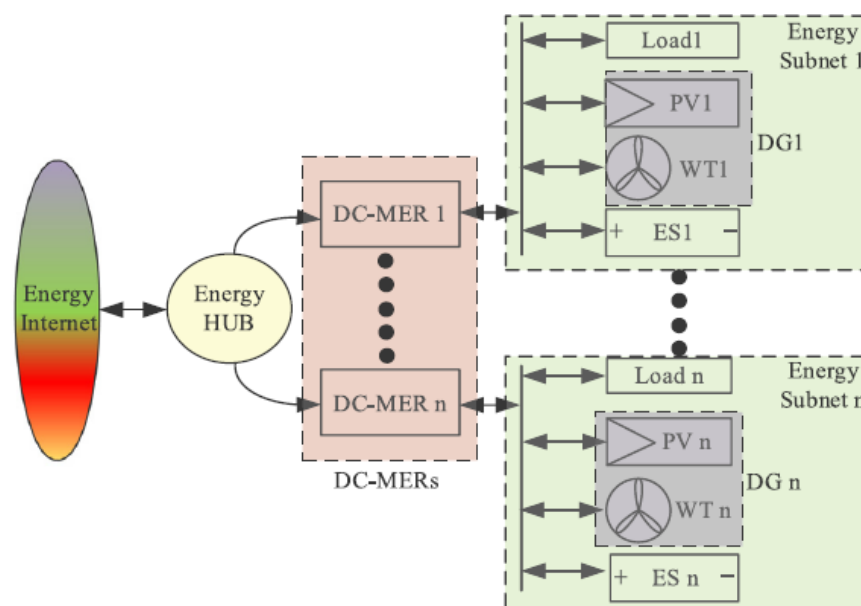 Energy
Internet
Energy
HUB
DC-MER 1
DC-MER n
DC-MERs
Energy
Subnet 1
Load1
PV1
WT1
DG1
+ ES1 −
Energy
Subnet n
Load n
PV n
WT n
DG n
+ ES n −